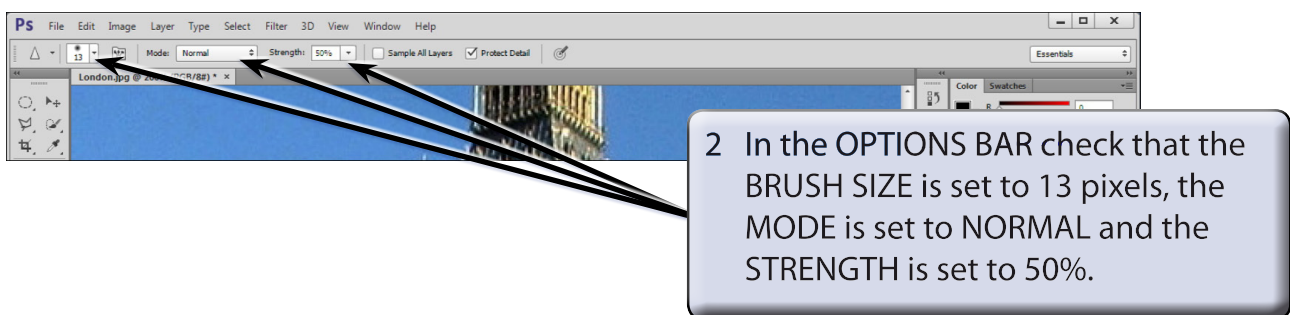 Ps File Edit Image Layer Type Select Filter 3D View Window Help
13 Mode: Normal Strength: 50% Sample All Layers Protect Detail Essentials
London.jpg @ (RGB/8#) * ×
Color Swatches
R 0
2 In the OPTIONS BAR check that the
BRUSH SIZE is set to 13 pixels, the
MODE is set to NORMAL and the
STRENGTH is set to 50%.